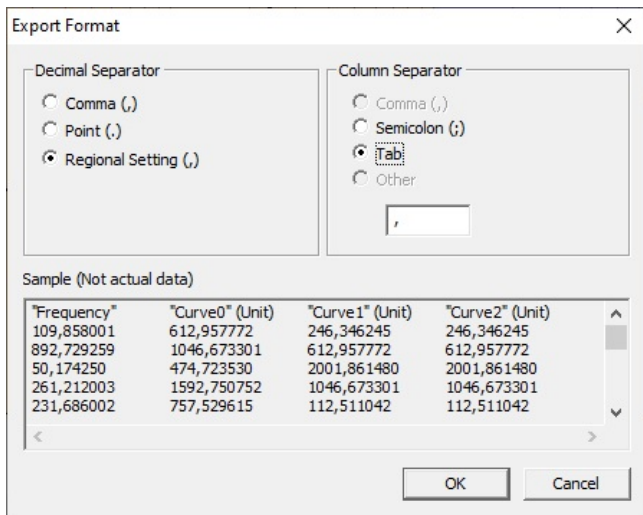 Export Format
Decimal Separator
Comma (,)
Point (.)
Regional Setting (,)
Column Separator
Comma (,)
Semicolon (;)
Tab
Other
,
Sample (Not actual data)
"Frequency" "Curve0" (Unit) "Curve1" (Unit) "Curve2" (Unit)
109,858001 612,957772 246,346245 246,346245
892,729259 1046,673301 612,957772 612,957772
50,174250 474,723530 2001,861480 2001,861480
261,212003 1592,750752 1046,673301 1046,673301
231,686002 757,529615 112,511042 112,511042
OK Cancel